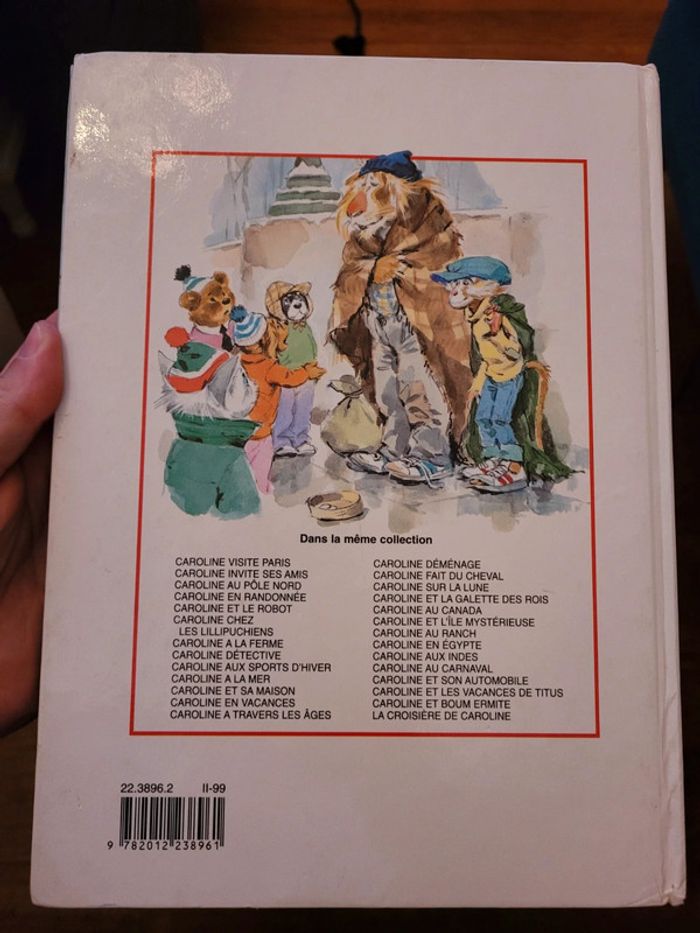 Dans la même collection
CAROLINE VISITE PARIS
CAROLINE INVITE SES AMIS
CAROLINE AU PÔLE NORD
CAROLINE EN RANDONNÉE
CAROLINE ET LE ROBOT
CAROLINE CHEZ
LES LILLIPUCHIENS
CAROLINE A LA FERME
CAROLINE DÉTECTIVE
CAROLINE AUX SPORTS D'HIVER
CAROLINE A LA MER
CAROLINE ET SA MAISON
CAROLINE EN VACANCES
CAROLINE A TRAVERS LES ÂGES
CAROLINE DÉMÉNAGE
CAROLINE FAIT DU CHEVAL
CAROLINE SUR LA LUNE
CAROLINE ET LA GALETTE DES ROIS
CAROLINE AU CANADA
CAROLINE ET L'ÎLE MYSTÉRIEUSE
CAROLINE AU RANCH
CAROLINE EN ÉGYPTE
CAROLINE AUX INDES
CAROLINE AU CARNAVAL
CAROLINE ET SON AUTOMOBILE
CAROLINE ET LES VACANCES DE TITUS
CAROLINE ET BOUM ERMITE
LA CROISIÈRE DE CAROLINE
22.3896.2 II-99
9 782012 238961